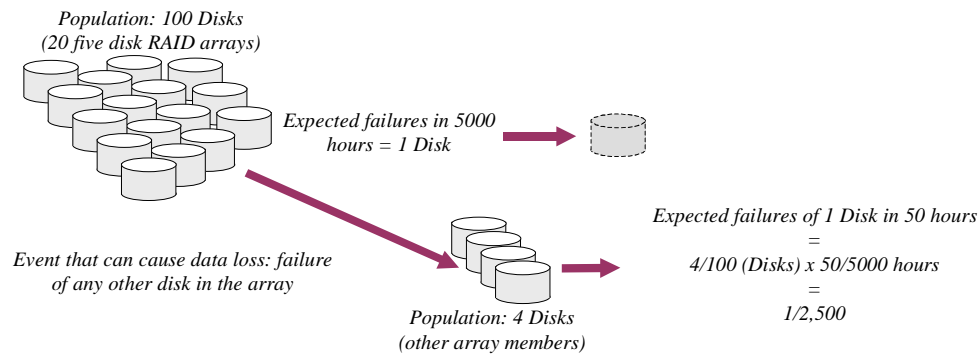 Population: 100 Disks
(20 five disk RAID arrays)
Expected failures in 5000
hours = 1 Disk
Event that can cause data loss: failure
of any other disk in the array
Population: 4 Disks
(other array members)
Expected failures of 1 Disk in 50 hours
=
4/100 (Disks) x 50/5000 hours
=
1/2,500